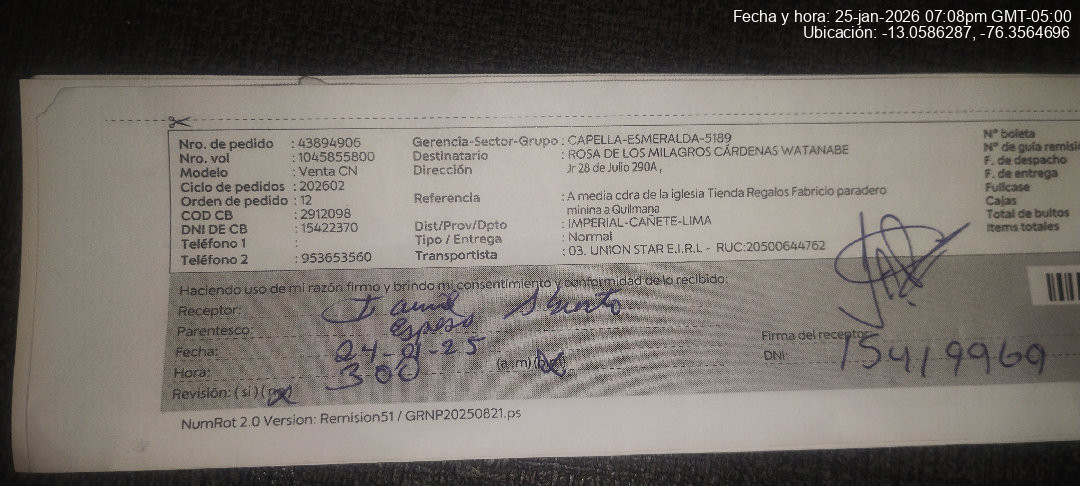 Fecha y hora: 25-jan-2026 07:08pm GMT-05:00
Ubicación: -13.0586287, -76.3564696
Nro. de pedido : 43894906
Nro. vol : 1045855800
Modelo : Venta CN
Ciclo de pedidos : 202602
Orden de pedido : 12
COD CB : 2912098
DNI DE CB : 15422370
Teléfono 1 :
Teléfono 2 : 953653560
Gerencia-Sector-Grupo : CAPELLA-ESMERALDA-5189
Destinatario : ROSA DE LOS MILAGROS CÁRDENAS WATANABE
Dirección Jr 28 de Julio 290A ,
Referencia : A media cdra de la iglesia Tienda Regalos Fabricio paradero
minina a Quilmana
Dist/Prov/Dpto : IMPERIAL-CAÑETE-LIMA
Tipo / Entrega : Normal
Transportista : 03. UNION STAR E.I.R.L - RUC:20500644762
N° boleta
N° de guía remisi
F. de despacho
F. de entrega
Fullcase
Cajas
Total de bultos
Items totales
Haciendo uso de mi razón firmo y brindo mi consentimiento y conformidad de lo recibido:
Receptor:
Parentesco: esposo
Fecha: 24-01-25
Hora: 300 (a.m)
Revisión: (si)
Firma del receptor:
DNI: 15419969
NumRot 2.0 Version: Remision51 / GRNP20250821.ps